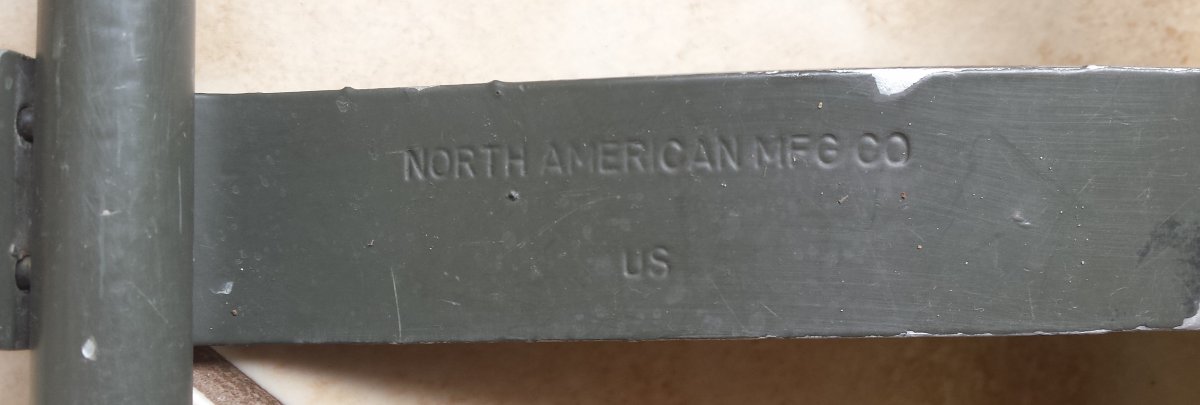 NORTH AMERICAN MFG CO
US